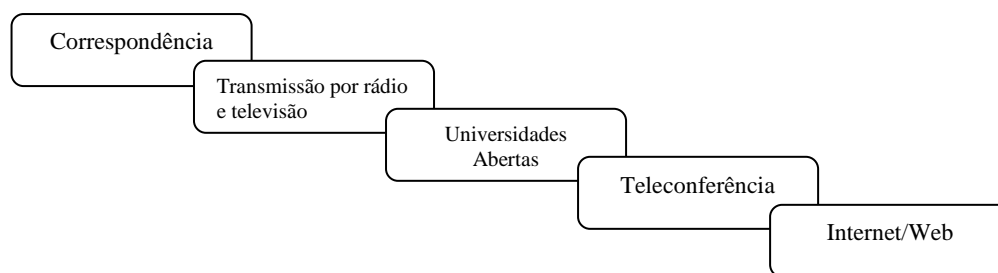 Correspondência
Transmissão por rádio
e televisão
Universidades
Abertas
Teleconferência
Internet/Web